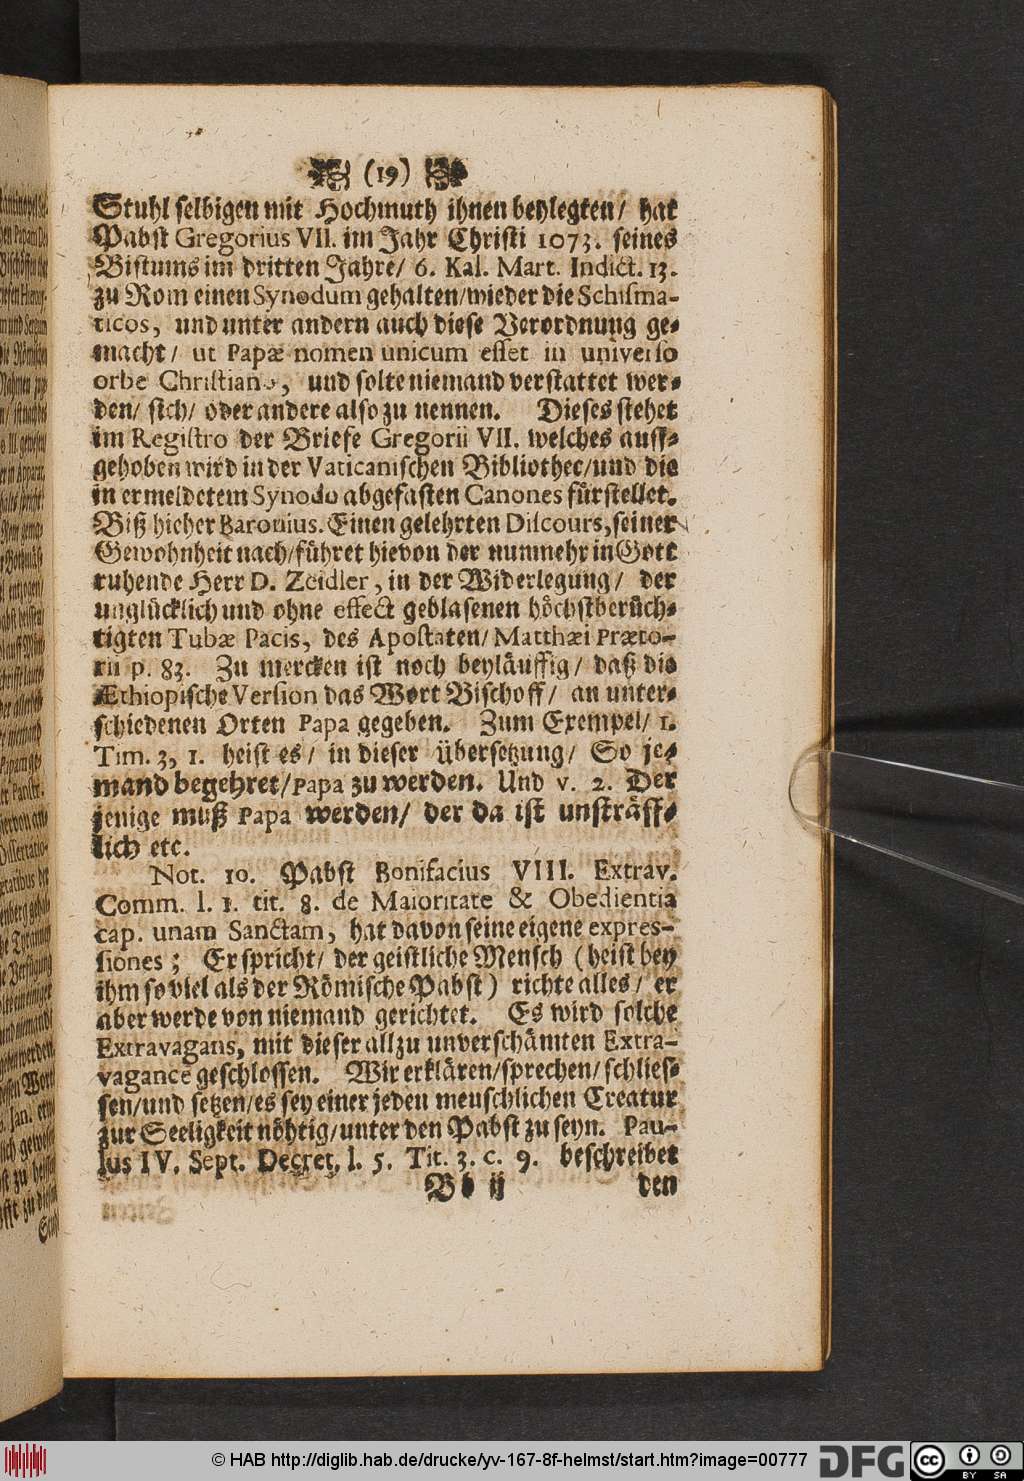 (19)
Stuhl selbigen mit Hochmuth ihnen beylegten/ hat
Pabst Gregorius VII. im Jahr Christi 1073. seines
Bistums im dritten Jahre/ 6. Kal. Mart. Indict. 13.
zu Rom einen Synodum gehalten/wieder die Schisma-
ticos, und unter andern auch diese Verordnung ge-
macht/ ut Papæ nomen unicum esset in universo
orbe Christiano, und solte niemand verstattet wer-
den/ sich/ oder andere also zu nennen. Dieses stehet
im Registro der Briefe Gregorii VII. welches auff-
gehoben wird in der Vaticanischen Bibliothec/und die
in ermeldetem Synodo abgefasten Canones fürstellet.
Biß hieher Baronius. Einen gelehrten Discours, seiner
Gewohnheit nach/führet hievon der nunmehr in Gott
ruhende Herr D. Zeidler, in der Widerlegung/ der
unglücklich und ohne effect geblasenen höchstberüch-
tigten Tubæ Pacis, des Apostaten/ Matthæi Præto-
rii p. 83. Zu mercken ist noch beyläuffig/ daß die
Æthiopische Version das Wort Bischoff/ an unter-
schiedenen Orten Papa gegeben. Zum Exempel/ 1.
Tim. 3, 1. heist es/ in dieser Übersetzung/ So je-
mand begehret/Papa zu werden. Und v. 2. Der
jenige muß Papa werden/ der da ist unsträff-
lich etc.
Not. 10. Pabst Bonifacius VIII. Extrav.
Comm. l. 1. tit. 8. de Maioritate & Obedientia
cap. unam Sanctam, hat davon seine eigene expres-
siones; Er spricht/ der geistliche Mensch (heist bey
ihm so viel als der Römische Pabst) richte alles/ er
aber werde von niemand gerichtet. Es wird solche
Extravagans, mit dieser allzu unverschämten Extra-
vagance geschlossen. Wir erklären/sprechen/schlies-
sen/und setzen/es sey einer jeden menschlichen Creatur
zur Seeligkeit nöhtig/unter den Pabst zu seyn. Pau-
lus IV. Sept. Decret. l. 5. Tit. 3. c. 9. beschreibet
Bb ij den
© HAB http://diglib.hab.de/drucke/yv-167-8f-helmst/start.htm?image=00777
DFG
cc BY SA